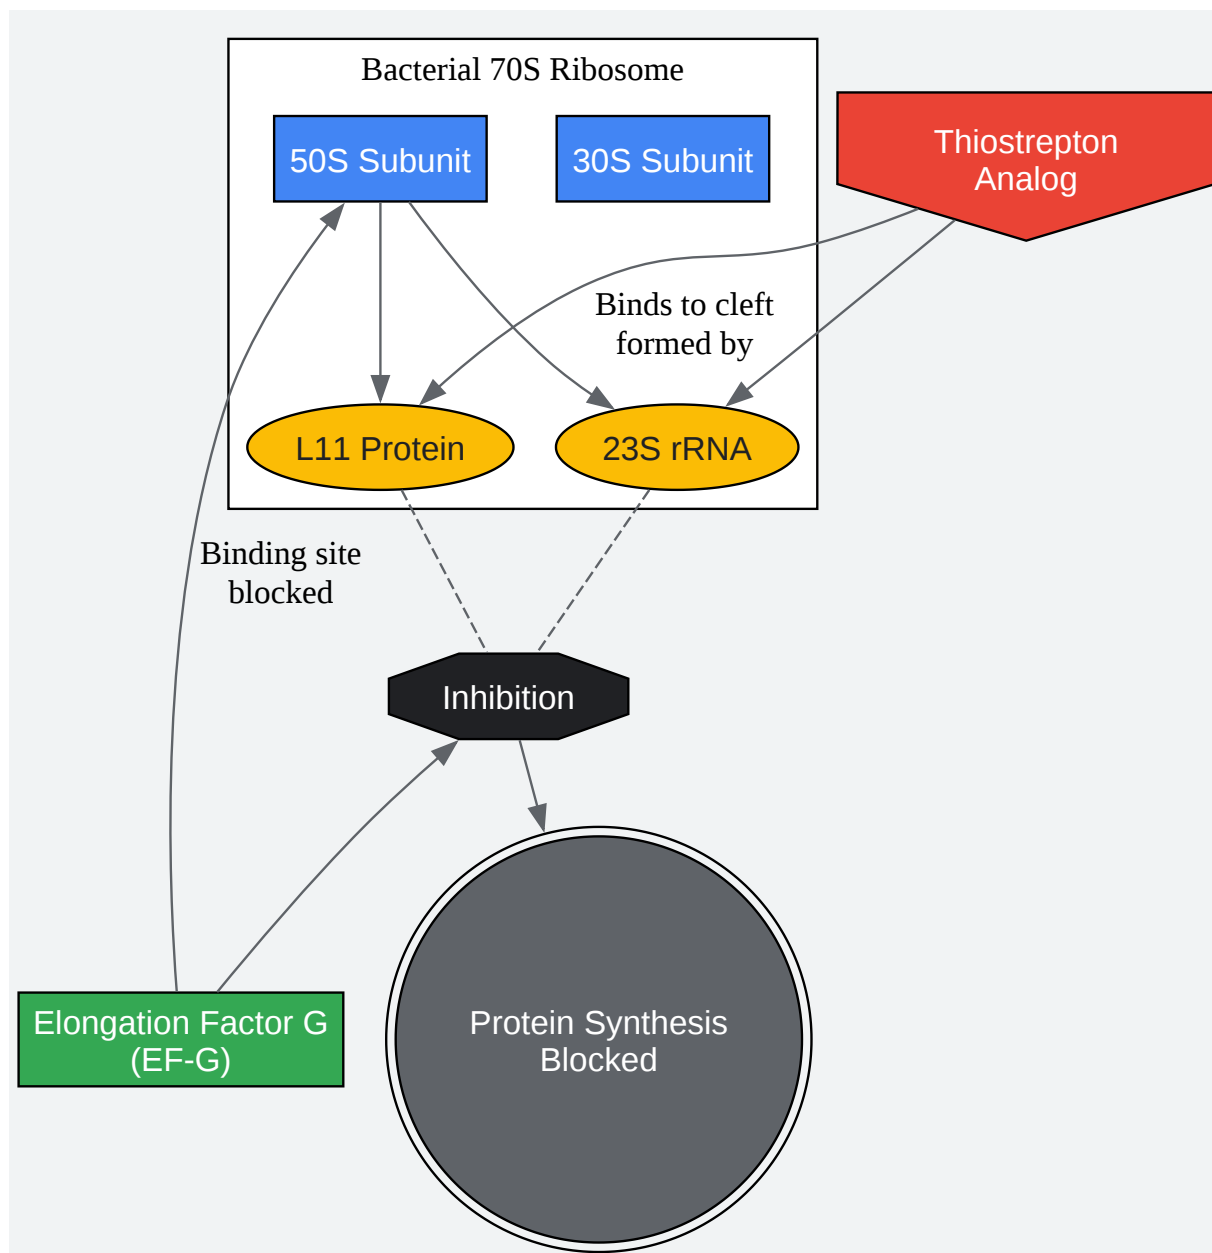 Bacterial 70S Ribosome
50S Subunit
30S Subunit
Thiostrepton
Analog
Binds to cleft
formed by
L11 Protein
23S rRNA
Binding site
blocked
Inhibition
Elongation Factor G
(EF-G)
Protein Synthesis
Blocked